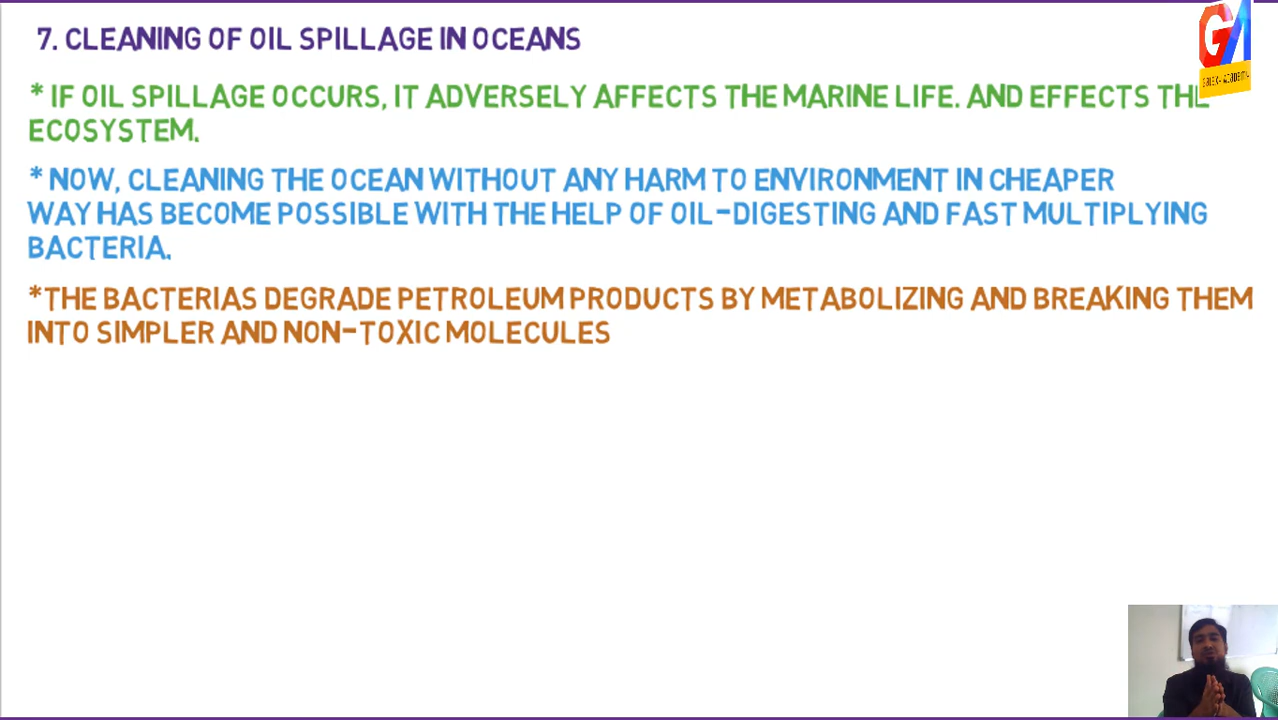 7. CLEANING OF OIL SPILLAGE IN OCEANS
* IF OIL SPILLAGE OCCURS, IT ADVERSELY AFFECTS THE MARINE LIFE. AND EFFECTS THE
ECOSYSTEM.
* NOW, CLEANING THE OCEAN WITHOUT ANY HARM TO ENVIRONMENT IN CHEAPER
WAY HAS BECOME POSSIBLE WITH THE HELP OF OIL-DIGESTING AND FAST MULTIPLYING
BACTERIA.
*THE BACTERIAS DEGRADE PETROLEUM PRODUCTS BY METABOLIZING AND BREAKING THEM
INTO SIMPLER AND NON-TOXIC MOLECULES
GA